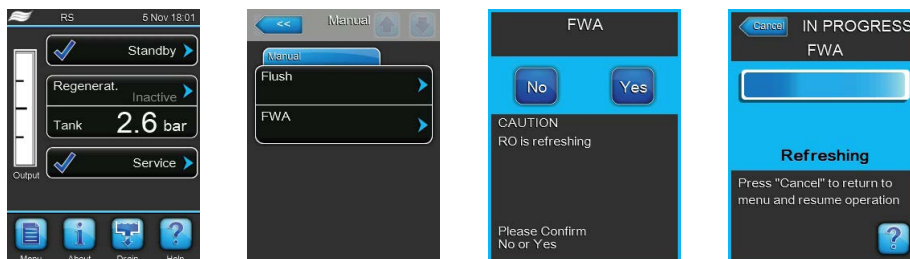 RS 5 Nov 18:01
Standby
Regenerat.
Inactive
Tank 2.6 bar
Service
Output
Menu About Drain Help
<< Manual
Manual
Flush
FWA
FWA
No Yes
CAUTION
RO is refreshing
Please Confirm
No or Yes
Cancel IN PROGRESS
FWA
Refreshing
Press "Cancel" to return to
menu and resume operation
?